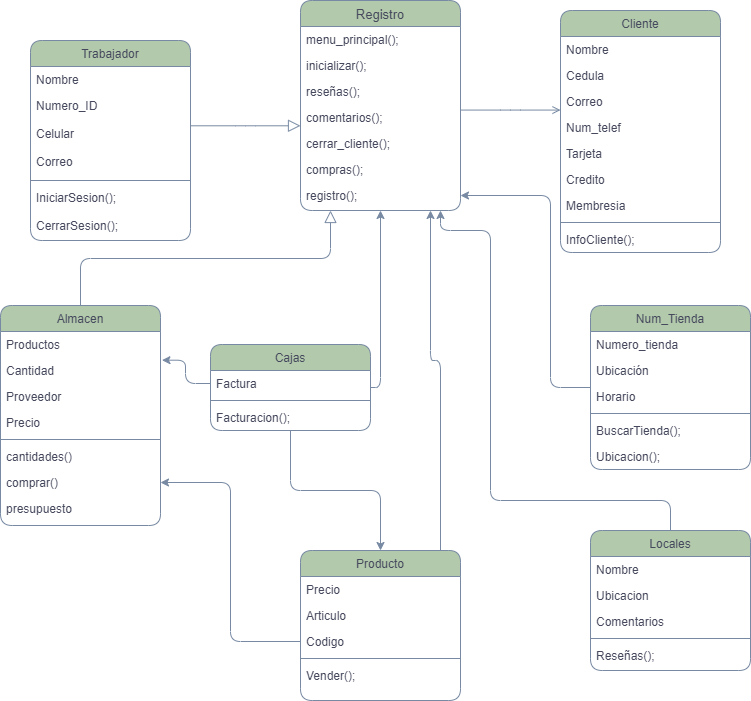 Registro
menu_principal();
inicializar();
reseñas();
comentarios();
cerrar_cliente();
compras();
registro();
Cliente
Nombre
Cedula
Correo
Num_telef
Tarjeta
Credito
Membresia
InfoCliente();
Trabajador
Nombre
Numero_ID
Celular
Correo
IniciarSesion();
CerrarSesion();
Almacen
Productos
Cantidad
Proveedor
Precio
cantidades()
comprar()
presupuesto
Cajas
Factura
Facturacion();
Num_Tienda
Numero_tienda
Ubicación
Horario
BuscarTienda();
Ubicacion();
Producto
Precio
Articulo
Codigo
Vender();
Locales
Nombre
Ubicacion
Comentarios
Reseñas();